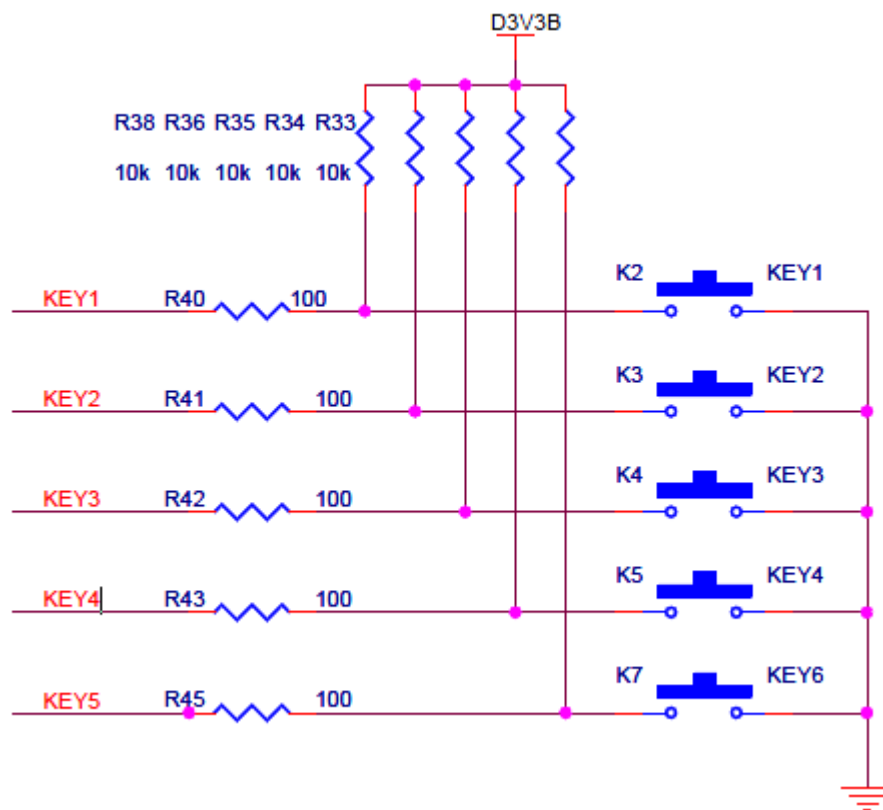 D3V3B
R38 R36 R35 R34 R33
10k 10k 10k 10k 10k
KEY1 R40 100 K2 KEY1
KEY2 R41 100 K3 KEY2
KEY3 R42 100 K4 KEY3
KEY4 R43 100 K5 KEY4
KEY5 R45 100 K7 KEY6